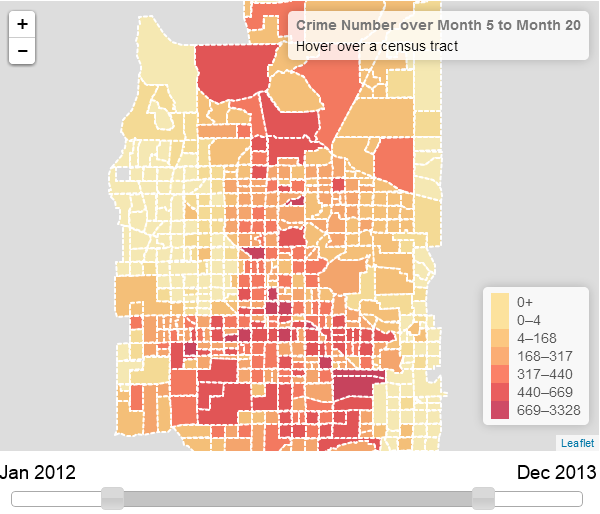 +
Crime Number over Month 5 to Month 20
Hover over a census tract
−
0+
0–4
4–168
168–317
317–440
440–669
669–3328
Leaflet
Jan 2012
Dec 2013